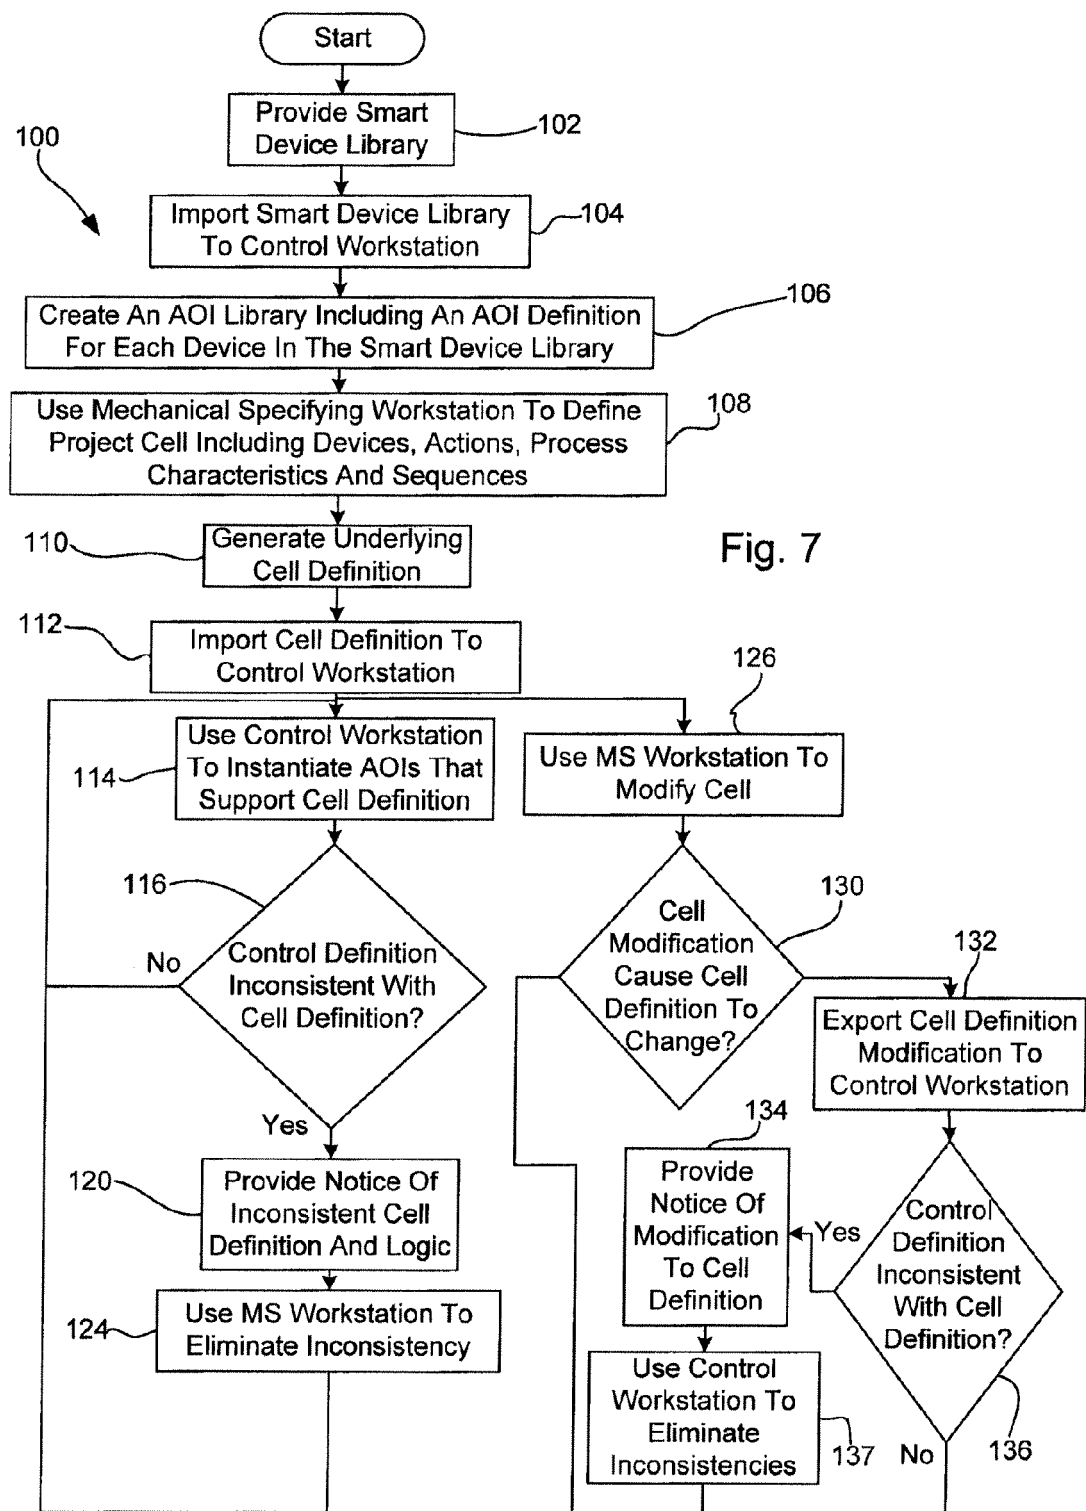 Start
Provide Smart
Device Library
102
100
Import Smart Device Library
To Control Workstation
104
Create An AOI Library Including An AOI Definition
For Each Device In The Smart Device Library
106
Use Mechanical Specifying Workstation To Define
Project Cell Including Devices, Actions, Process
Characteristics And Sequences
108
110
Generate Underlying
Cell Definition
Fig. 7
112
Import Cell Definition To
Control Workstation
126
Use Control Workstation
To Instantiate AOIs That
Support Cell Definition
114
Use MS Workstation To
Modify Cell
116
Control Definition
Inconsistent With
Cell Definition?
No
Yes
Cell
Modification
Cause Cell
Definition To
Change?
130
132
Export Cell Definition
Modification To
Control Workstation
120
Provide Notice Of
Inconsistent Cell
Definition And Logic
124
Use MS Workstation To
Eliminate Inconsistency
134
Provide
Notice Of
Modification
To Cell
Definition
Yes
Control
Definition
Inconsistent
With Cell
Definition?
Use Control
Workstation To
Eliminate
Inconsistencies
137
No
136